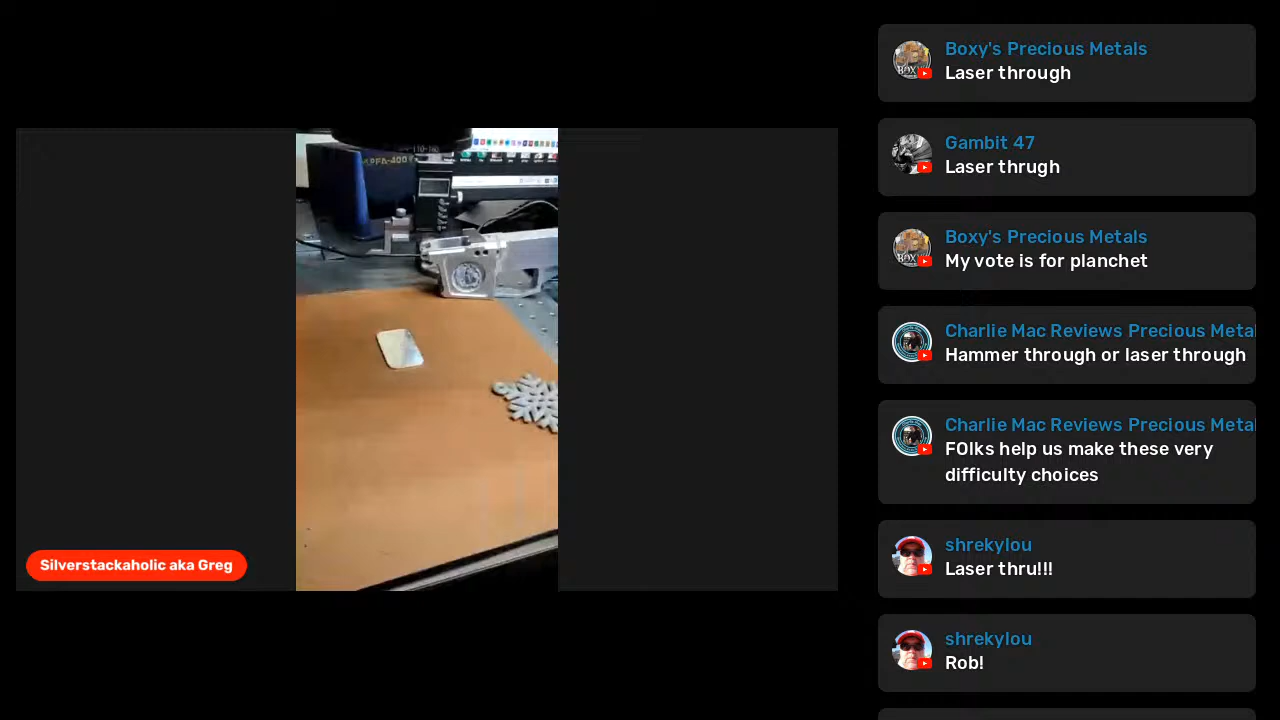 Boxy's Precious Metals
Laser through
Gambit 47
Laser thrugh
Boxy's Precious Metals
My vote is for planchet
Charlie Mac Reviews Precious Metal
Hammer through or laser through
Charlie Mac Reviews Precious Metal
FOlks help us make these very
difficulty choices
shrekylou
Laser thru!!!
shrekylou
Rob!
Silverstackaholic aka Greg